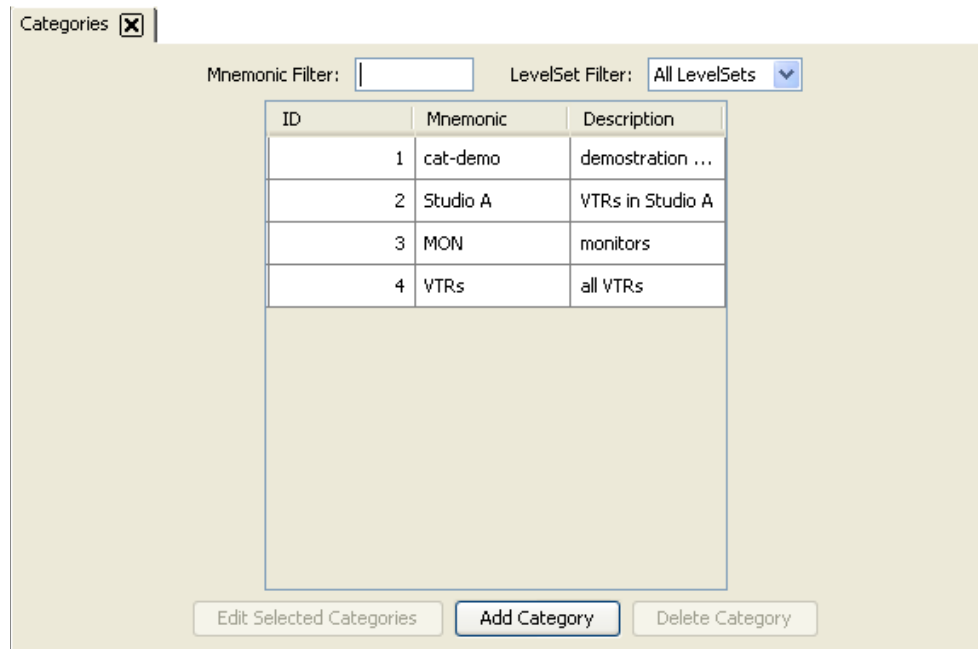 Categories
Mnemonic Filter: LevelSet Filter: All LevelSets
ID Mnemonic Description
1 cat-demo demostration ...
2 Studio A VTRs in Studio A
3 MON monitors
4 VTRs all VTRs
Edit Selected Categories Add Category Delete Category